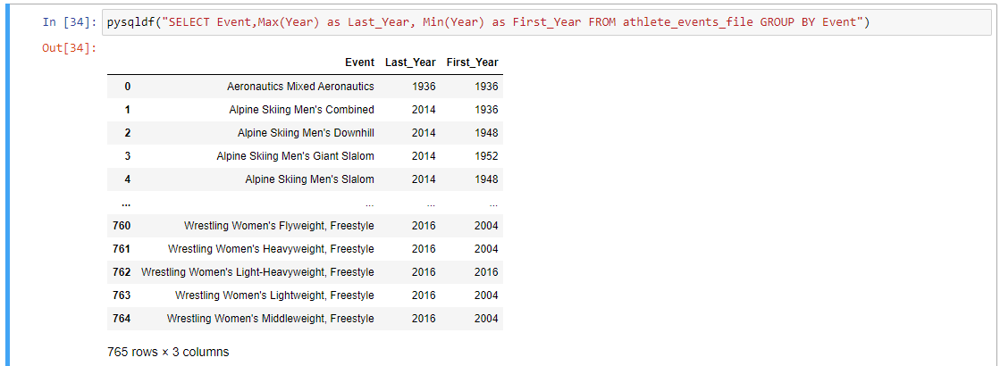 In [34]: pysqldf("SELECT Event,Max(Year) as Last_Year, Min(Year) as First_Year FROM athlete_events_file GROUP BY Event")
Out[34]:
Event Last_Year First_Year
0 Aeronautics Mixed Aeronautics 1936 1936
1 Alpine Skiing Men's Combined 2014 1936
2 Alpine Skiing Men's Downhill 2014 1948
3 Alpine Skiing Men's Giant Slalom 2014 1952
4 Alpine Skiing Men's Slalom 2014 1948
... ... ... ...
760 Wrestling Women's Flyweight, Freestyle 2016 2004
761 Wrestling Women's Heavyweight, Freestyle 2016 2004
762 Wrestling Women's Light-Heavyweight, Freestyle 2016 2016
763 Wrestling Women's Lightweight, Freestyle 2016 2004
764 Wrestling Women's Middleweight, Freestyle 2016 2004
765 rows × 3 columns